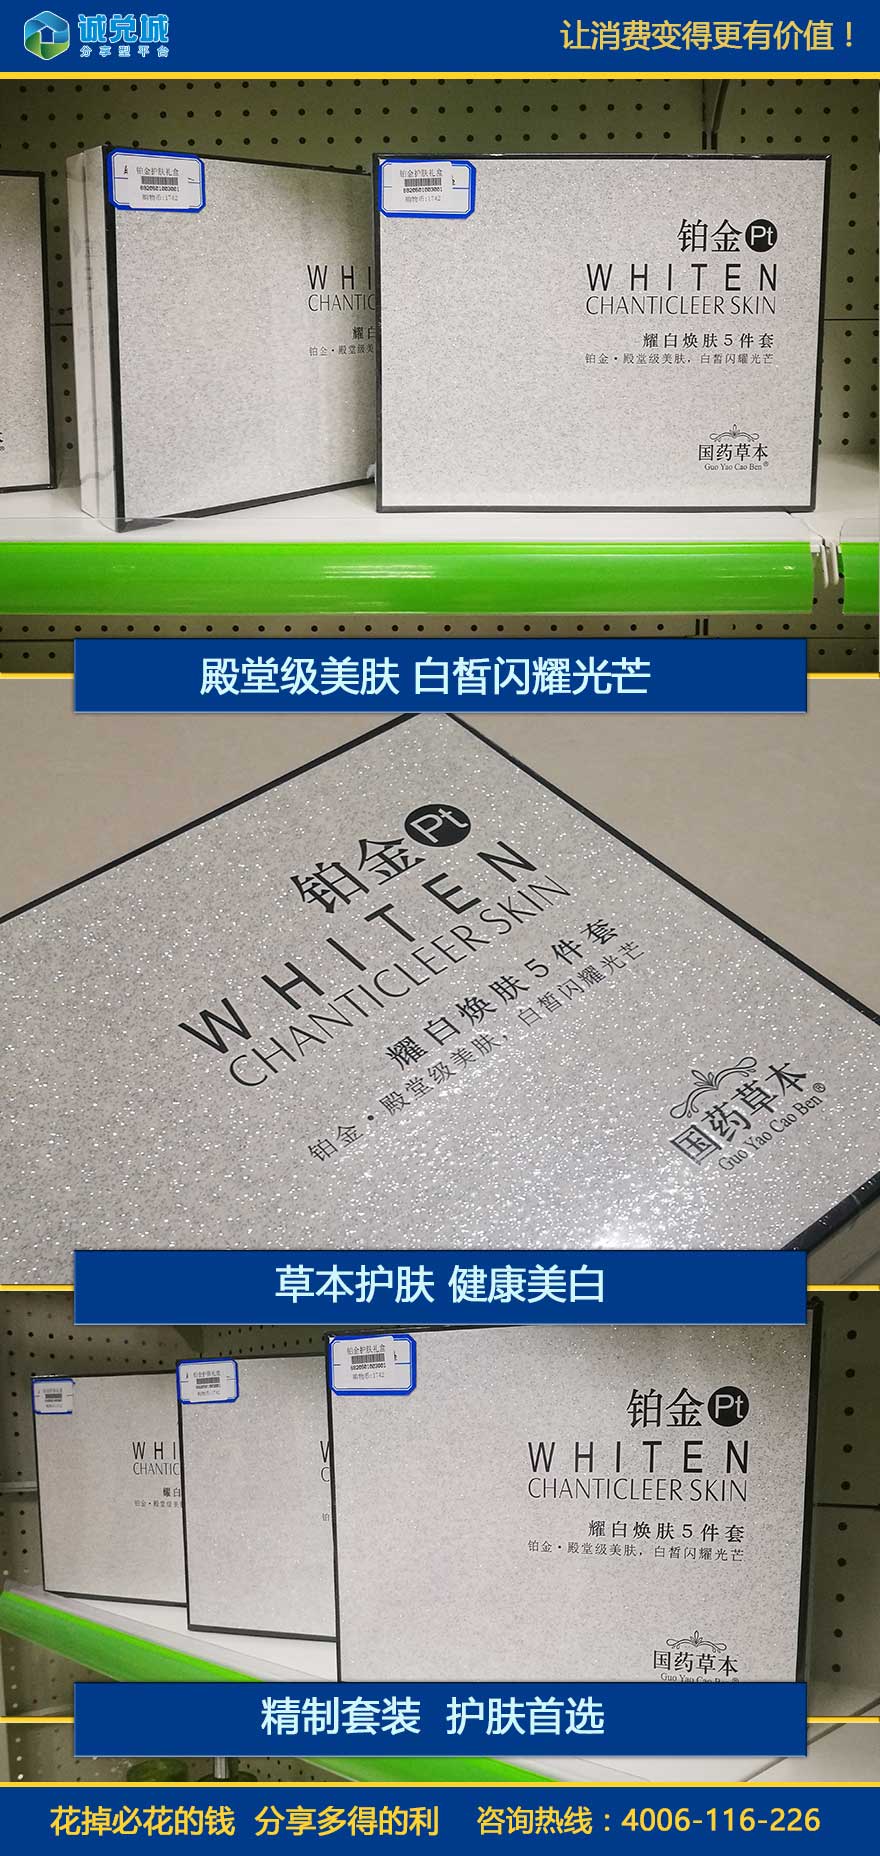 诚兑城
分享型平台
让消费变得更有价值！
铂金护肤礼盒
购物币:1742
WHI
CHANTIC
耀白
铂金·殿堂级美
铂金护肤礼盒
购物币:1742
铂金 Pt
WHITEN
CHANTICLEER SKIN
耀白焕肤5件套
铂金·殿堂级美肤，白皙闪耀光芒
国药草本
Guo Yao Cao Ben®
殿堂级美肤 白皙闪耀光芒
铂金 Pt
WHITEN
CHANTICLEER SKIN
耀白焕肤5件套
铂金·殿堂级美肤，白皙闪耀光芒
国药草本
Guo Yao Cao Ben®
草本护肤 健康美白
WHI
CHANTIC
耀白
铂金·殿堂级美
铂金护肤礼盒
购物币:1742
铂金护肤礼盒
购物币:1742
铂金 Pt
WHITEN
CHANTICLEER SKIN
耀白焕肤5件套
铂金·殿堂级美肤，白皙闪耀光芒
国药草本
Guo Yao Cao Ben®
精制套装 护肤首选
花掉必花的钱 分享多得的利 咨询热线：4006-116-226